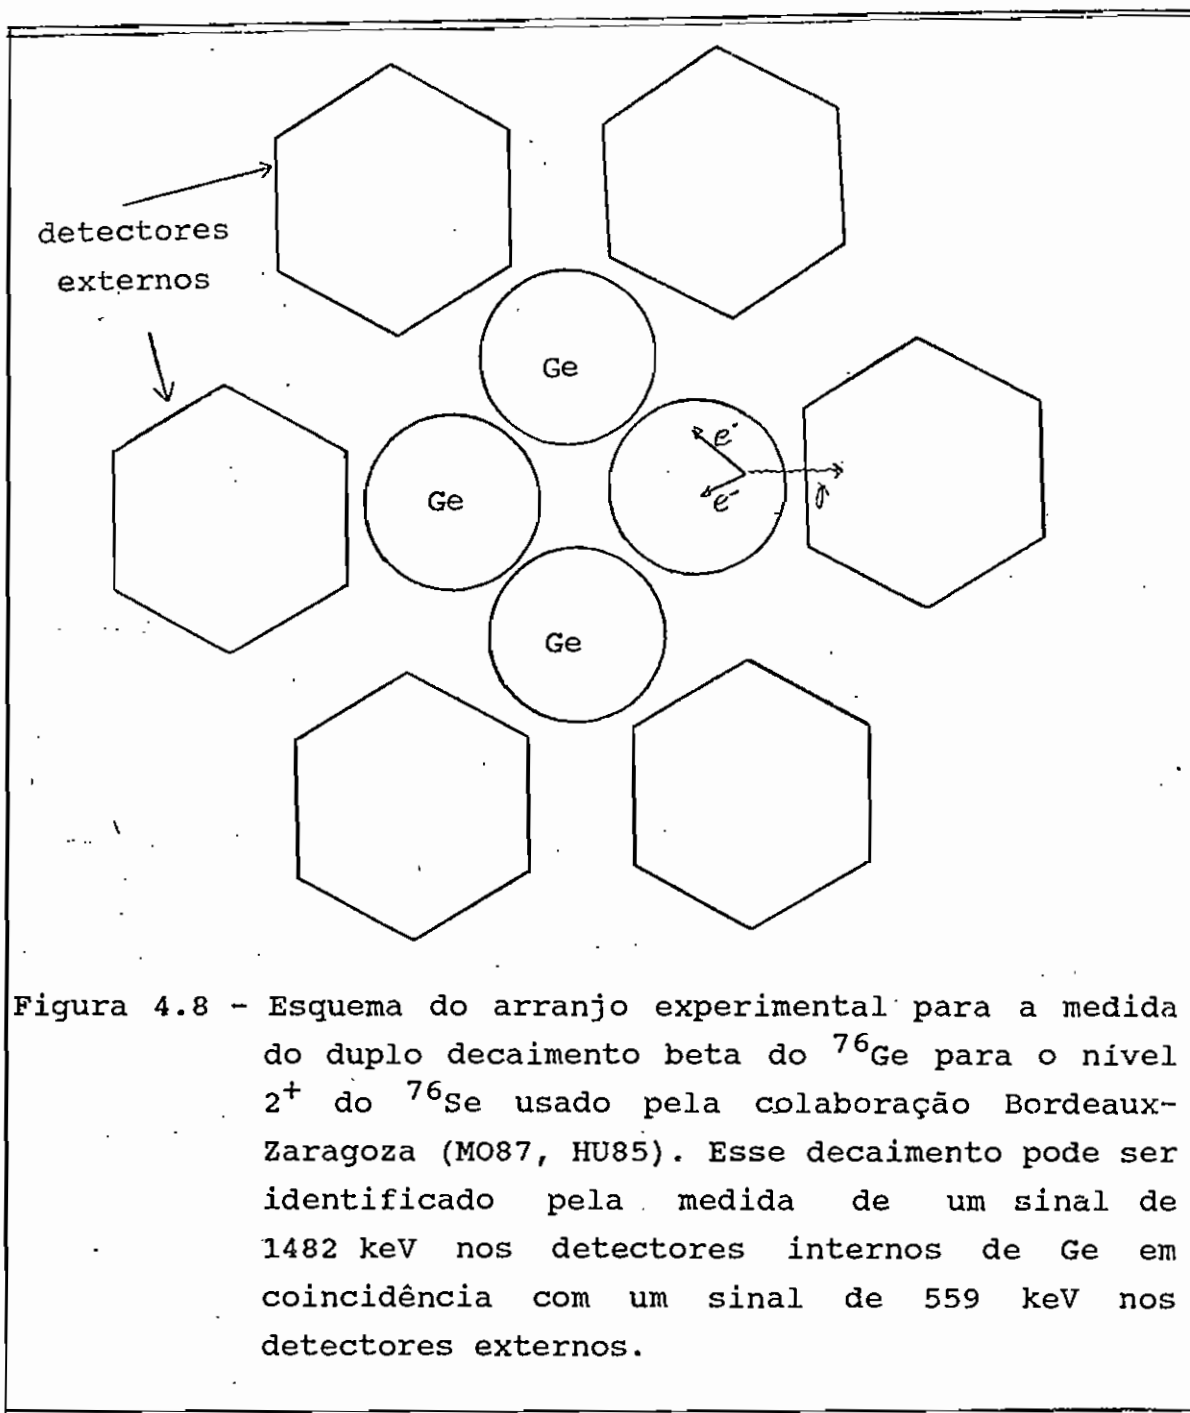 detectores
externos
Ge
Ge
e-
e-
γ
Ge
Figura 4.8 - Esquema do arranjo experimental para a medida
do duplo decaimento beta do ⁷⁶Ge para o nível
2⁺ do ⁷⁶Se usado pela colaboração Bordeaux-
Zaragoza (MO87, HU85). Esse decaimento pode ser
identificado pela medida de um sinal de
1482 keV nos detectores internos de Ge em
coincidência com um sinal de 559 keV nos
detectores externos.